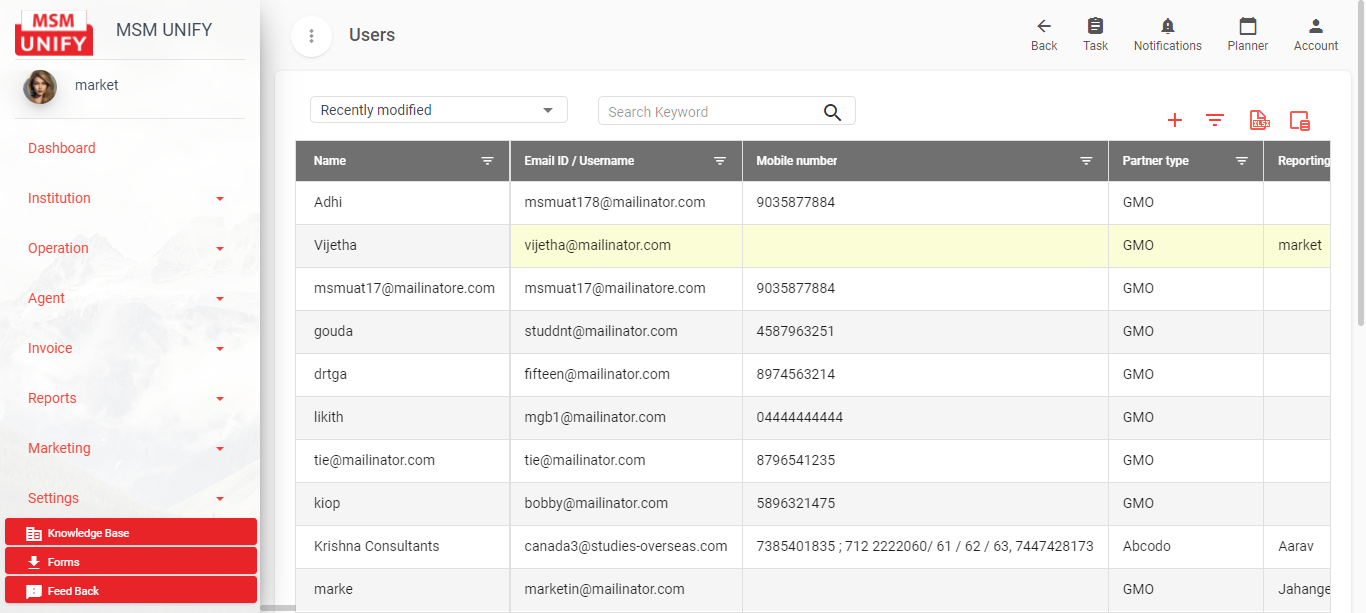 MSM
UNIFY
MSM UNIFY
market
Dashboard
Institution
Operation
Agent
Invoice
Reports
Marketing
Settings
Knowledge Base
Forms
Feed Back
Users
Back Task Notifications Planner Account
Recently modified Search Keyword
XLSX
Name Email ID / Username Mobile number Partner type Reporting
Adhi msmuat178@mailinator.com 9035877884 GMO
Vijetha vijetha@mailinator.com GMO market
msmuat17@mailinatore.com msmuat17@mailinatore.com 9035877884 GMO
gouda studdnt@mailinator.com 4587963251 GMO
drtga fifteen@mailinator.com 8974563214 GMO
likith mgb1@mailinator.com 04444444444 GMO
tie@mailinator.com tie@mailinator.com 8796541235 GMO
kiop bobby@mailinator.com 5896321475 GMO
Krishna Consultants canada3@studies-overseas.com 7385401835 ; 712 2222060/ 61 / 62 / 63, 7447428173 Abcodo Aarav
marke marketin@mailinator.com GMO Jahange